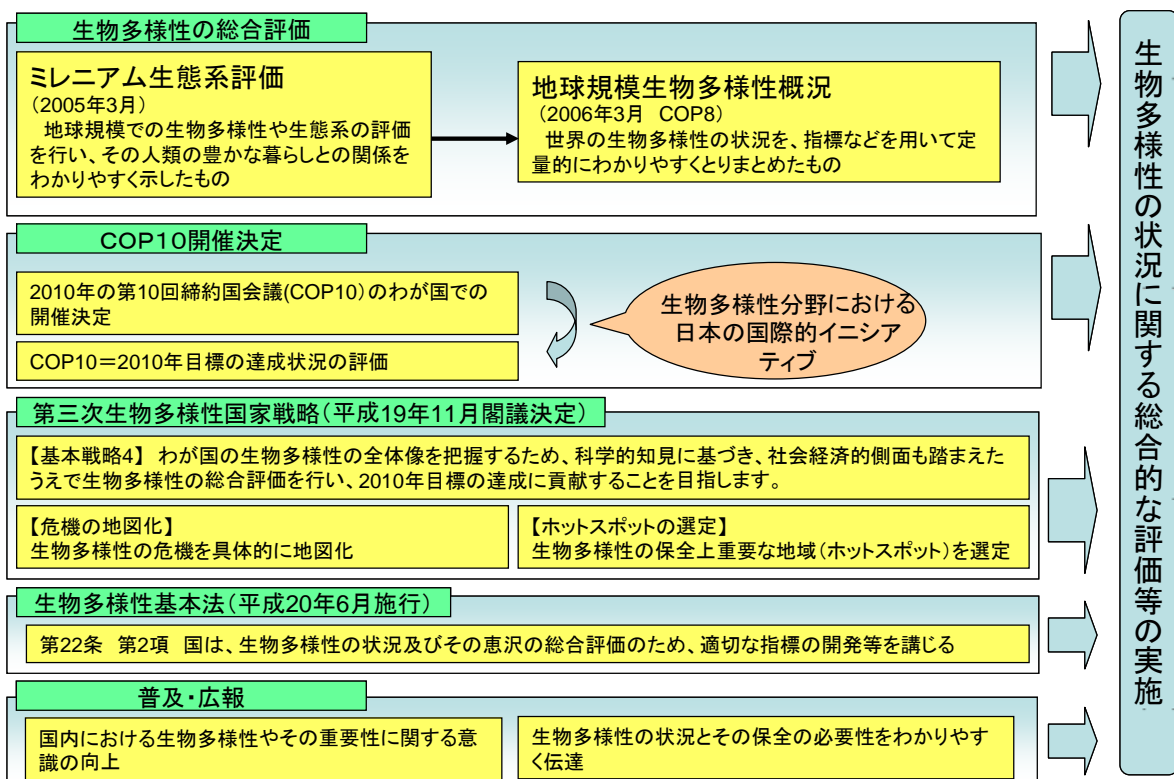 生物多様性の総合評価
ミレニアム生態系評価
（2005年3月）
地球規模での生物多様性や生態系の評価
を行い、その人類の豊かな暮らしとの関係を
わかりやすく示したもの
地球規模生物多様性概況
（2006年3月 COP8）
世界の生物多様性の状況を、指標などを用いて定
量的にわかりやすくとりまとめたもの
COP10開催決定
2010年の第10回締約国会議(COP10）のわが国での
開催決定
COP10＝2010年目標の達成状況の評価
生物多様性分野における
日本の国際的イニシア
ティブ
第三次生物多様性国家戦略（平成19年11月閣議決定）
【基本戦略4】 わが国の生物多様性の全体像を把握するため、科学的知見に基づき、社会経済的側面も踏まえた
うえで生物多様性の総合評価を行い、2010年目標の達成に貢献することを目指します。
【危機の地図化】
生物多様性の危機を具体的に地図化
【ホットスポットの選定】
生物多様性の保全上重要な地域（ホットスポット）を選定
生物多様性基本法（平成20年6月施行）
第22条 第2項 国は、生物多様性の状況及びその恵沢の総合評価のため、適切な指標の開発等を講じる
普及・広報
国内における生物多様性やその重要性に関する意
識の向上
生物多様性の状況とその保全の必要性をわかりやす
く伝達
生物多様性の状況に関する総合的な評価等の実施